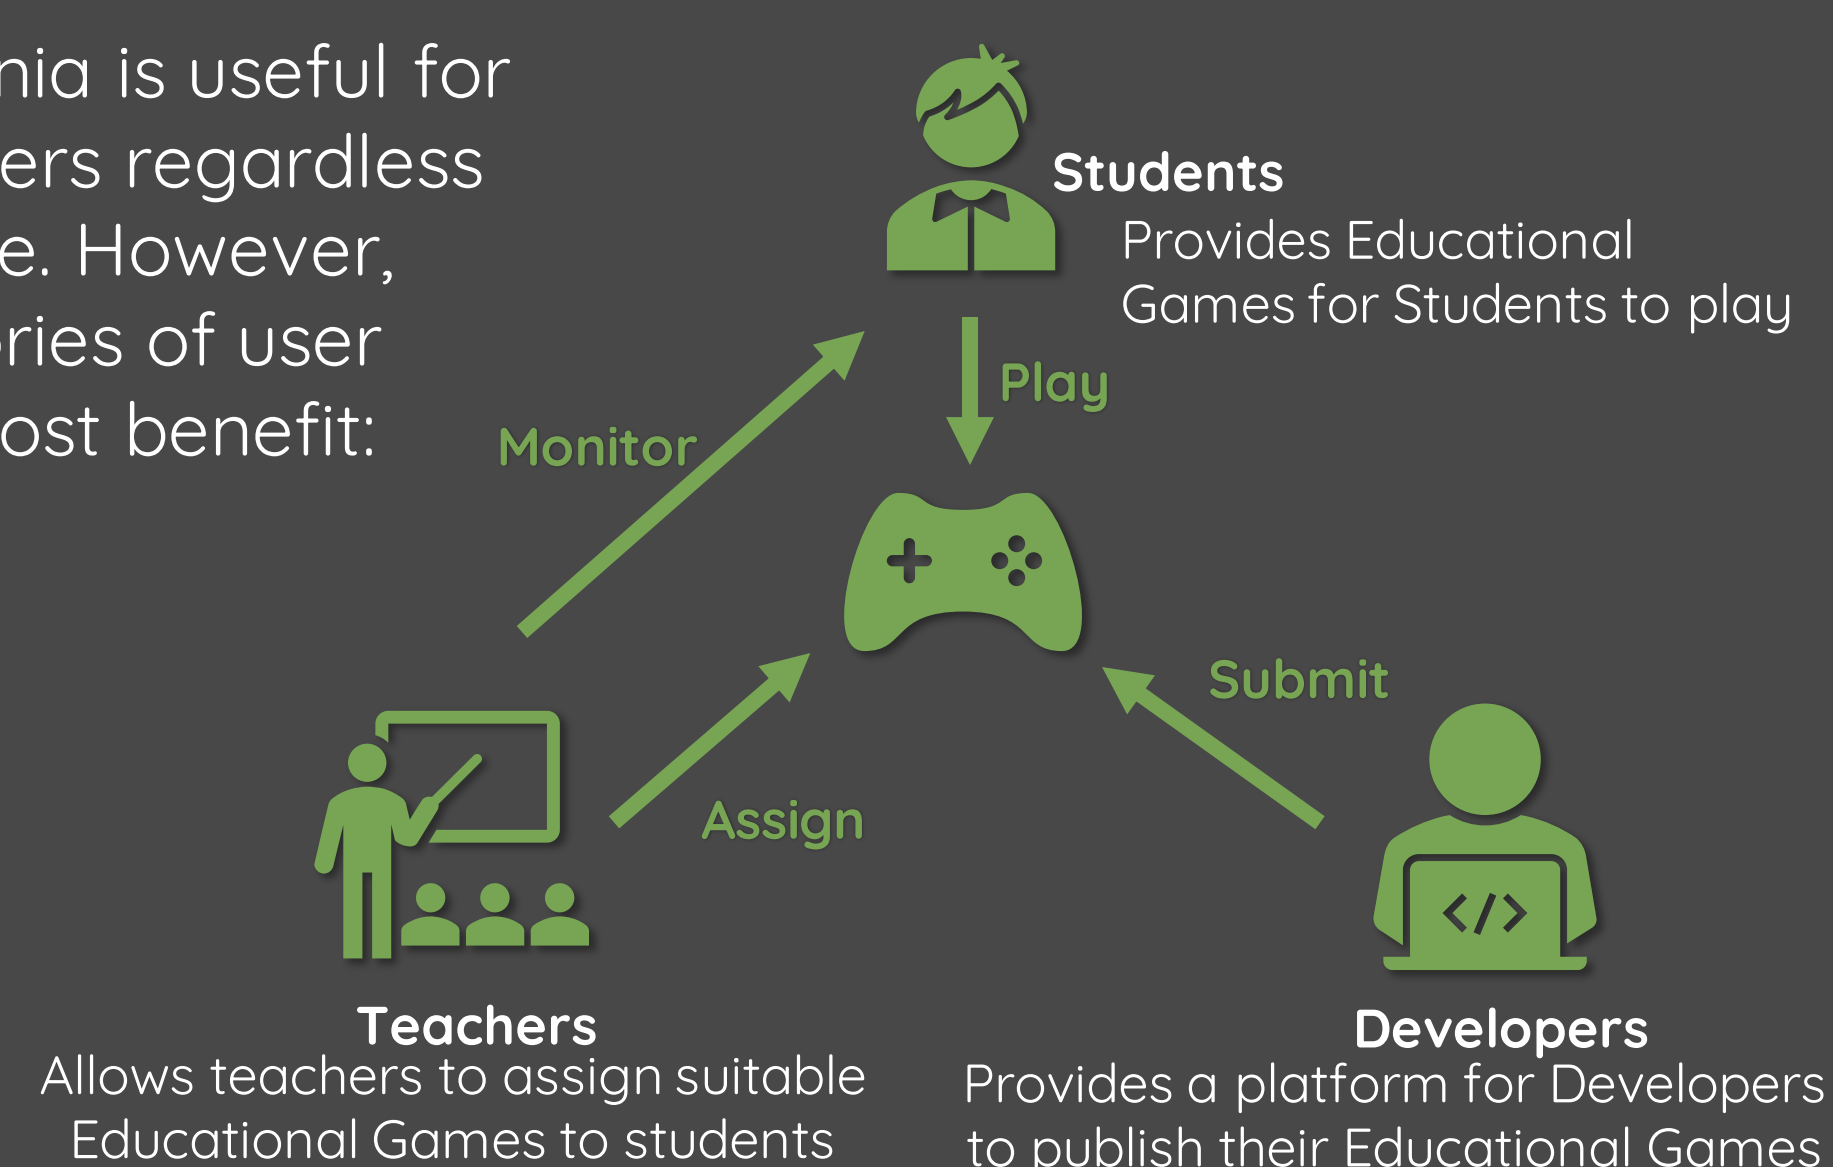 nia is useful for
ers regardless
e. However,
ries of user
ost benefit:
Students
Provides Educational
Games for Students to play
Play
Monitor
Submit
Assign
</>
Teachers
Allows teachers to assign suitable
Educational Games to students
Developers
Provides a platform for Developers
to publish their Educational Games